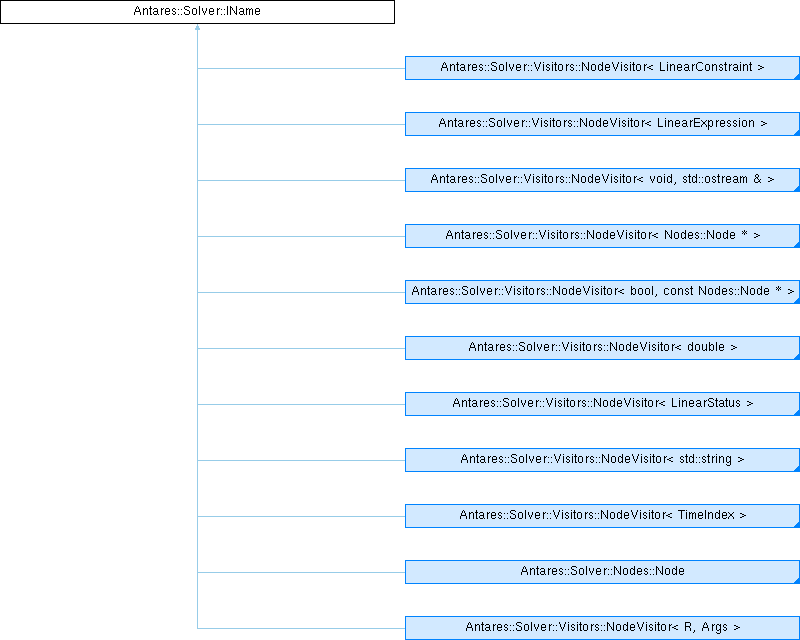 Antares::Solver::IName
Antares::Solver::Visitors::NodeVisitor< LinearConstraint >
Antares::Solver::Visitors::NodeVisitor< LinearExpression >
Antares::Solver::Visitors::NodeVisitor< void, std::ostream & >
Antares::Solver::Visitors::NodeVisitor< Nodes::Node * >
Antares::Solver::Visitors::NodeVisitor< bool, const Nodes::Node * >
Antares::Solver::Visitors::NodeVisitor< double >
Antares::Solver::Visitors::NodeVisitor< LinearStatus >
Antares::Solver::Visitors::NodeVisitor< std::string >
Antares::Solver::Visitors::NodeVisitor< TimeIndex >
Antares::Solver::Nodes::Node
Antares::Solver::Visitors::NodeVisitor< R, Args >